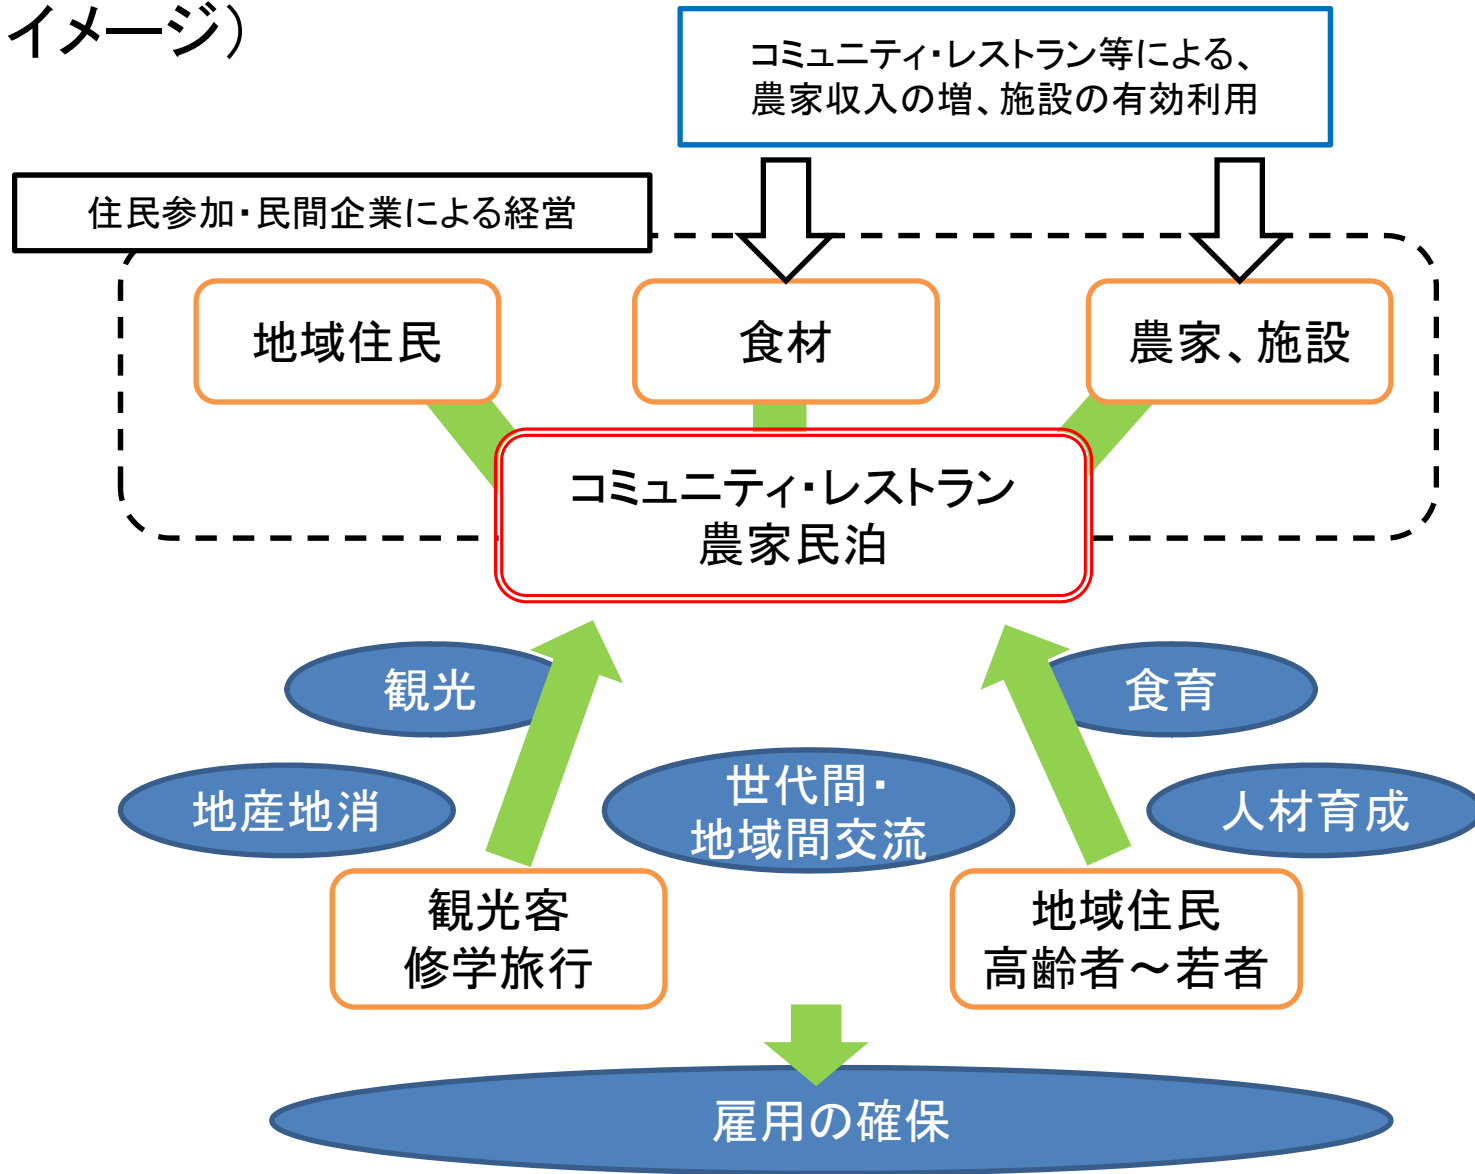 イメージ）
コミュニティ・レストラン等による、
農家収入の増、施設の有効利用
住民参加・民間企業による経営
地域住民
食材
農家、施設
コミュニティ・レストラン
農家民泊
観光
食育
地産地消
世代間・
地域間交流
人材育成
観光客
修学旅行
地域住民
高齢者～若者
雇用の確保